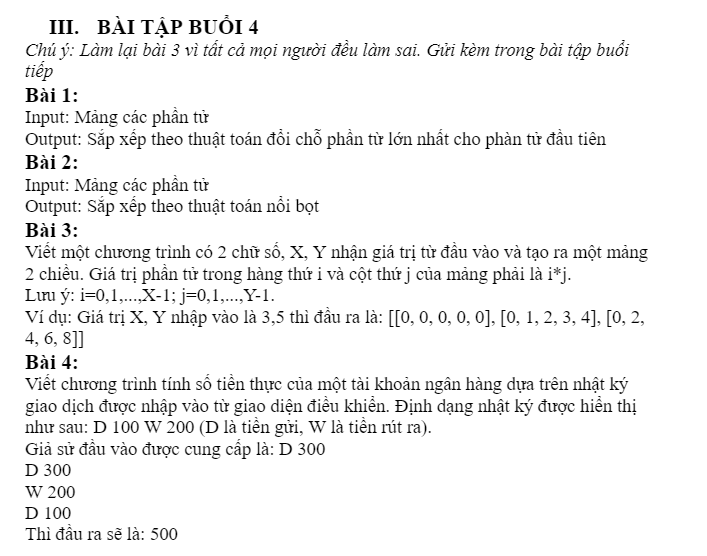 III. BÀI TẬP BUỔI 4
Chú ý: Làm lại bài 3 vì tất cả mọi người đều làm sai. Gửi kèm trong bài tập buổi
tiếp
Bài 1:
Input: Mảng các phần tử
Output: Sắp xếp theo thuật toán đổi chỗ phần tử lớn nhất cho phàn tử đầu tiên
Bài 2:
Input: Mảng các phần tử
Output: Sắp xếp theo thuật toán nổi bọt
Bài 3:
Viết một chương trình có 2 chữ số, X, Y nhận giá trị từ đầu vào và tạo ra một mảng
2 chiều. Giá trị phần tử trong hàng thứ i và cột thứ j của mảng phải là i*j.
Lưu ý: i=0,1,...,X-1; j=0,1,...,Y-1.
Ví dụ: Giá trị X, Y nhập vào là 3,5 thì đầu ra là: [[0, 0, 0, 0, 0], [0, 1, 2, 3, 4], [0, 2,
4, 6, 8]]
Bài 4:
Viết chương trình tính số tiền thực của một tài khoản ngân hàng dựa trên nhật ký
giao dịch được nhập vào từ giao diện điều khiển. Định dạng nhật ký được hiển thị
như sau: D 100 W 200 (D là tiền gửi, W là tiền rút ra).
Giả sử đầu vào được cung cấp là: D 300
D 300
W 200
D 100
Thì đầu ra sẽ là: 500